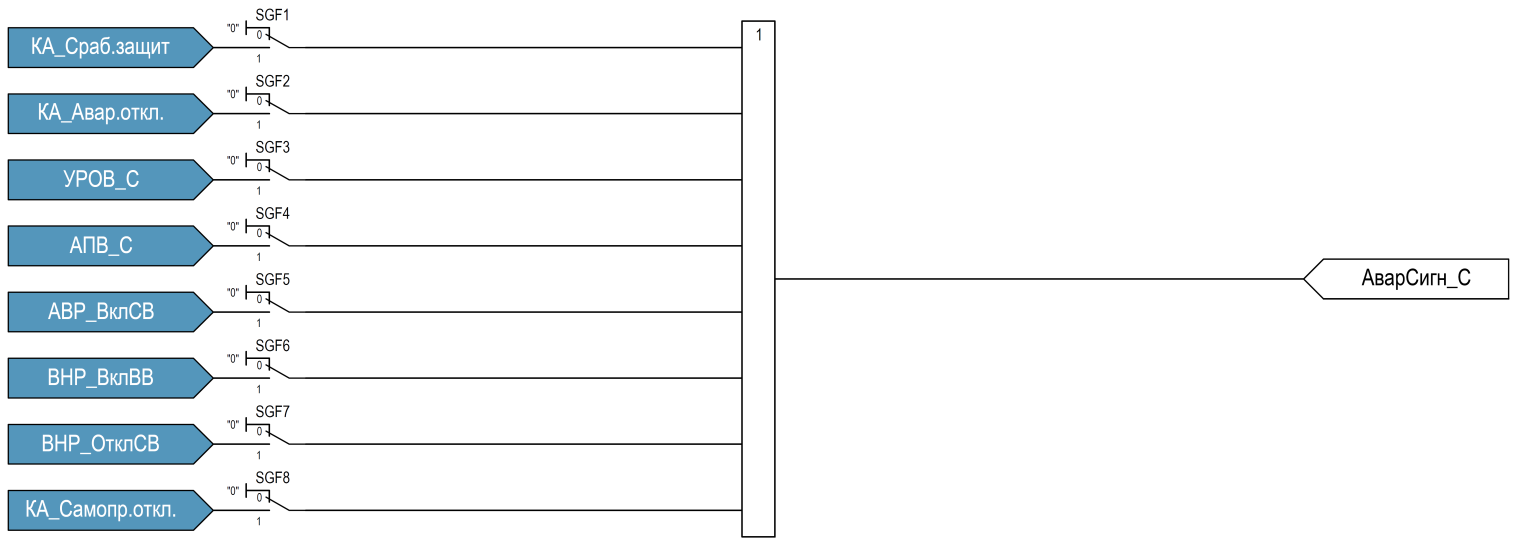 SGF1
"0"
0
КА_Сраб.защит
1
1
SGF2
"0"
0
КА_Авар.откл.
1
SGF3
"0"
0
УРОВ_С
1
SGF4
"0"
0
АПВ_С
1
АварСигн_С
SGF5
"0"
0
АВР_ВклСВ
1
SGF6
"0"
0
ВНР_ВклВВ
1
SGF7
"0"
0
ВНР_ОтклСВ
1
SGF8
"0"
0
КА_Самопр.откл.
1